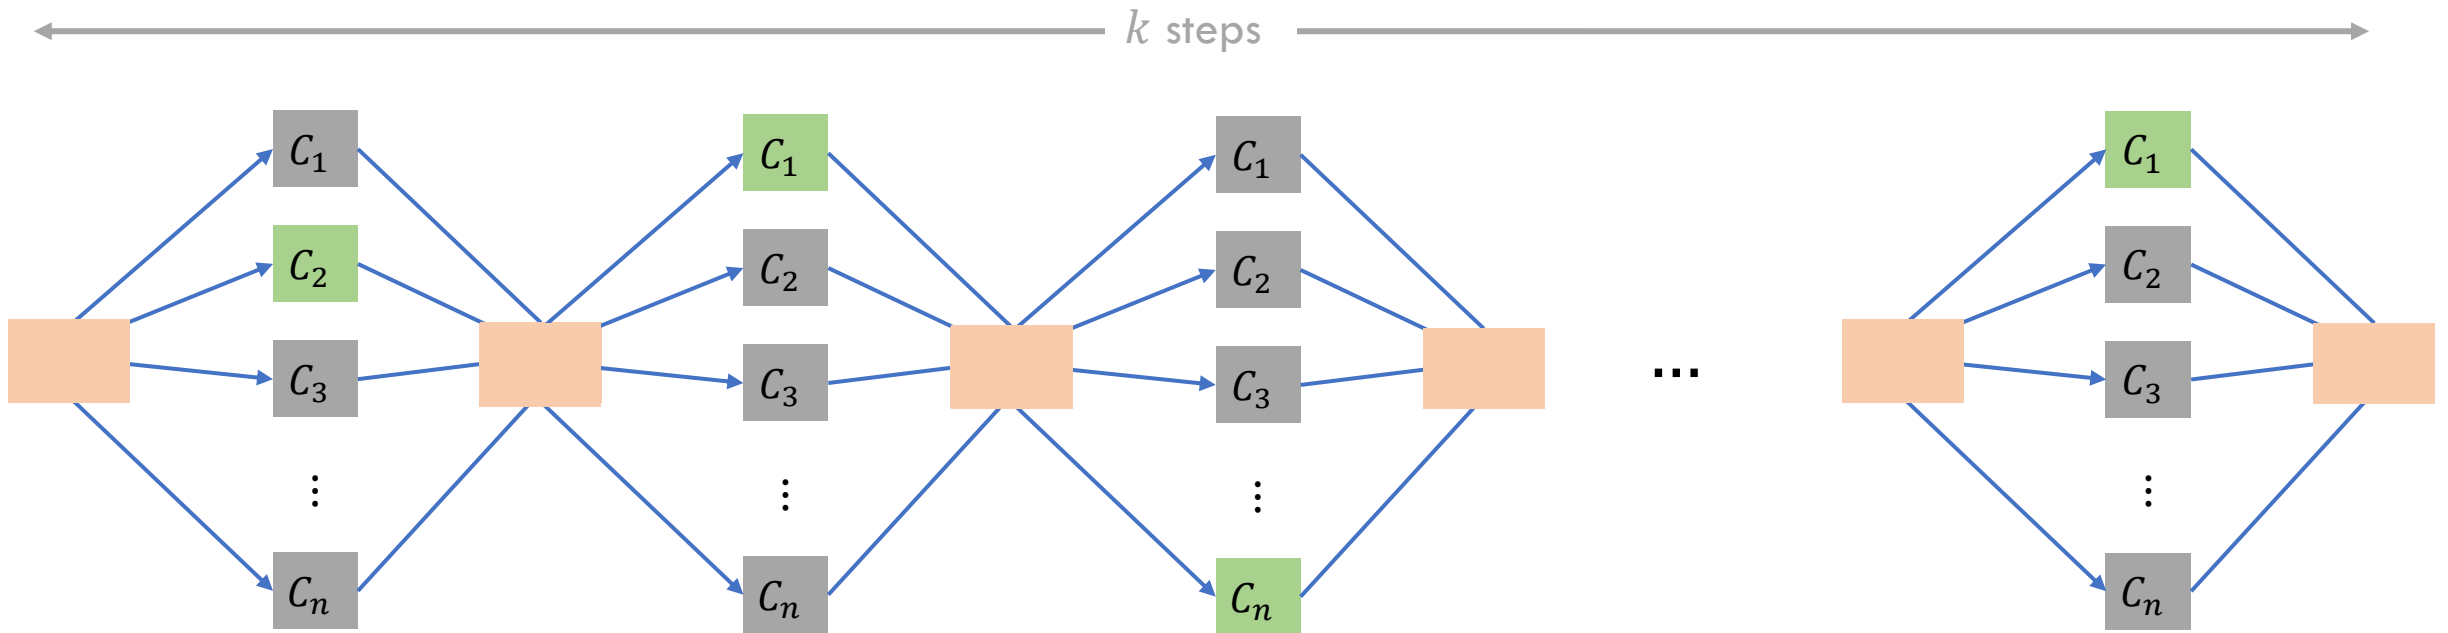 k steps
C₁ C₁ C₁ C₁
C₂ C₂ C₂ C₂
C₃ C₃ C₃ ... C₃
⋮ ⋮ ⋮ ⋮
Cₙ Cₙ Cₙ Cₙ